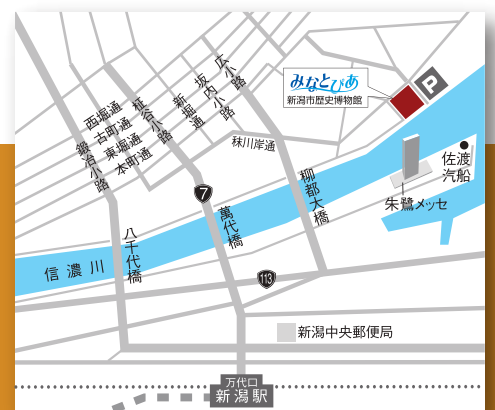 みなとぴあ
新潟市歴史博物館
P
広小路
坂内小路
新堀通
柾谷小路
西堀通
古町通
東堀通
本町通
鍛冶小路
秣川岸通
佐渡
汽船
朱鷺メッセ
柳都大橋
7
萬代橋
八千代橋
信濃川
113
新潟中央郵便局
万代口
新潟駅